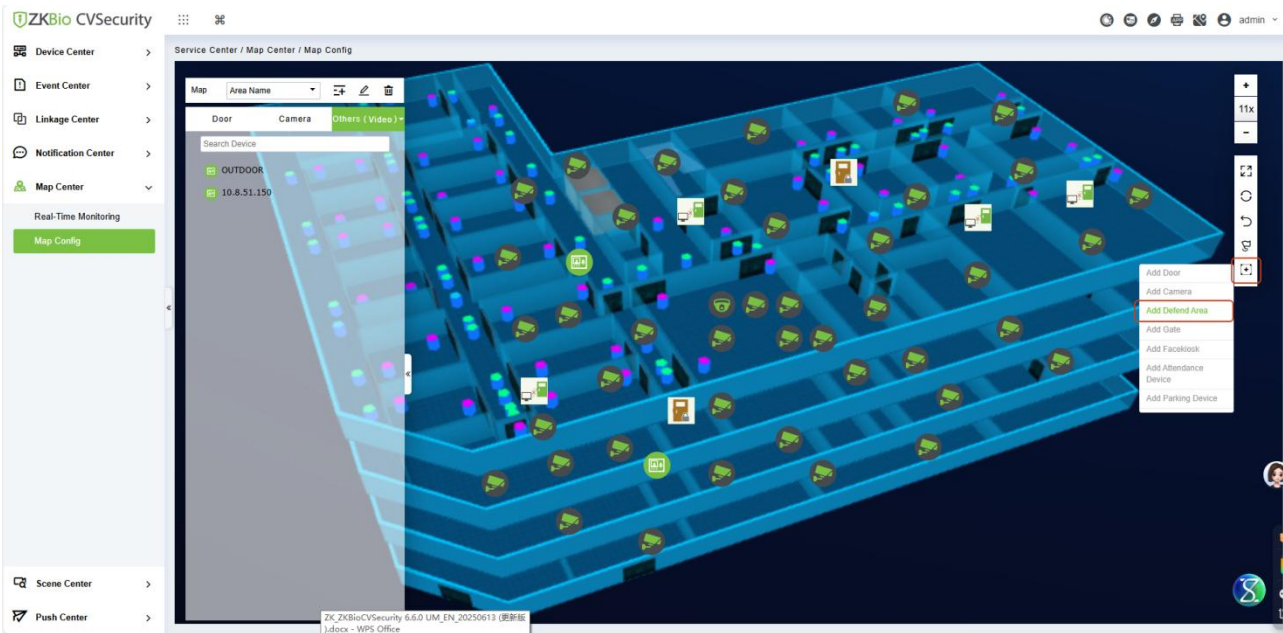 ZKBio CVSecurity
admin
Device Center
Event Center
Linkage Center
Notification Center
Map Center
Real-Time Monitoring
Map Config
Scene Center
Push Center
Service Center / Map Center / Map Config
Map
Area Name
Door
Camera
Others ( Video )
Search Device
OUTDOOR
10.8.51.150
+
11x
-
Add Door
Add Camera
Add Defend Area
Add Gate
Add Facekiosk
Add Attendance
Device
Add Parking Device
ZK_ZKBioCVSecurity 6.6.0 UM_EN_20250613 (更新版
).docx - WPS Office